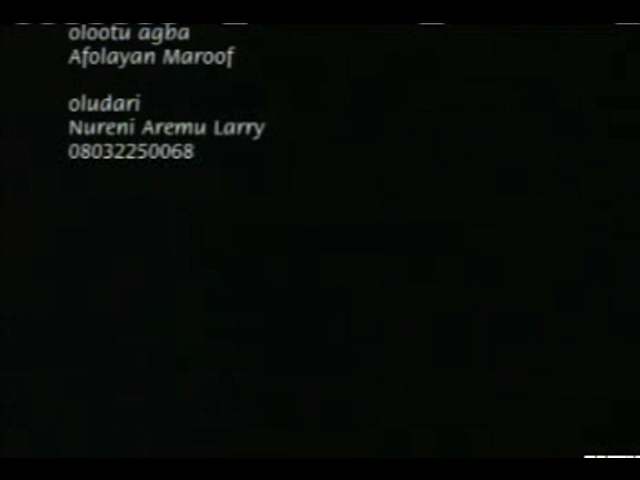 olootu agba
Afolayan Maroof
oludari
Nureni Aremu Larry
08032250068